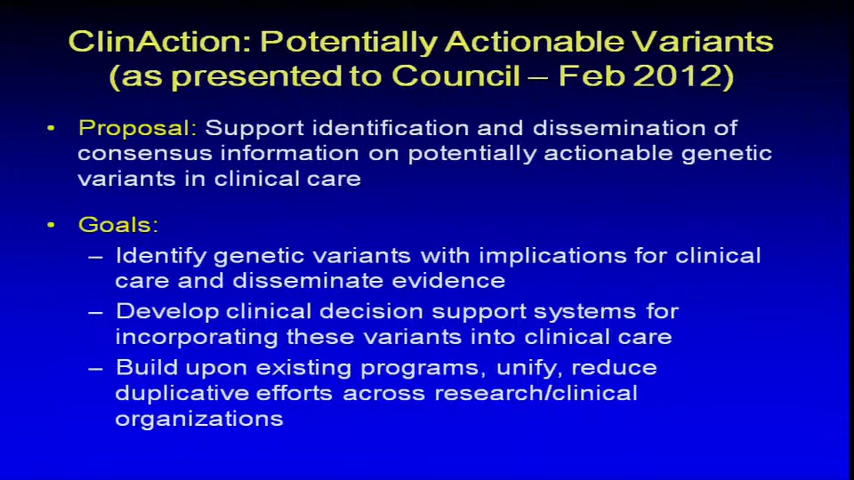 ClinAction: Potentially Actionable Variants
(as presented to Council – Feb 2012)
• Proposal: Support identification and dissemination of
consensus information on potentially actionable genetic
variants in clinical care
• Goals:
– Identify genetic variants with implications for clinical
care and disseminate evidence
– Develop clinical decision support systems for
incorporating these variants into clinical care
– Build upon existing programs, unify, reduce
duplicative efforts across research/clinical
organizations